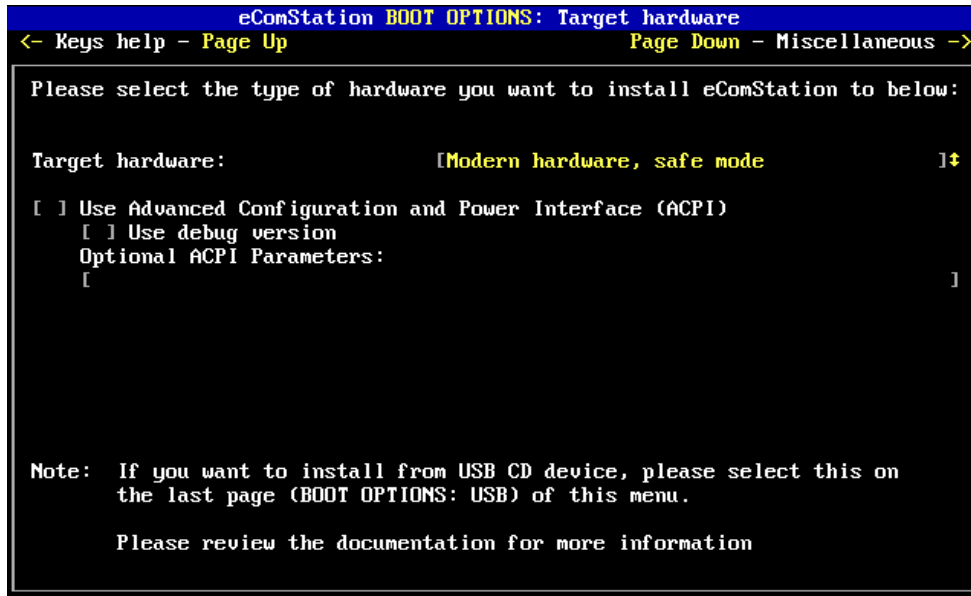 eComStation BOOT OPTIONS: Target hardware
<- Keys help - Page Up Page Down - Miscellaneous ->
Please select the type of hardware you want to install eComStation to below:
Target hardware: [Modern hardware, safe mode ]↕
[ ] Use Advanced Configuration and Power Interface (ACPI)
[ ] Use debug version
Optional ACPI Parameters:
[ ]
Note: If you want to install from USB CD device, please select this on
the last page (BOOT OPTIONS: USB) of this menu.
Please review the documentation for more information